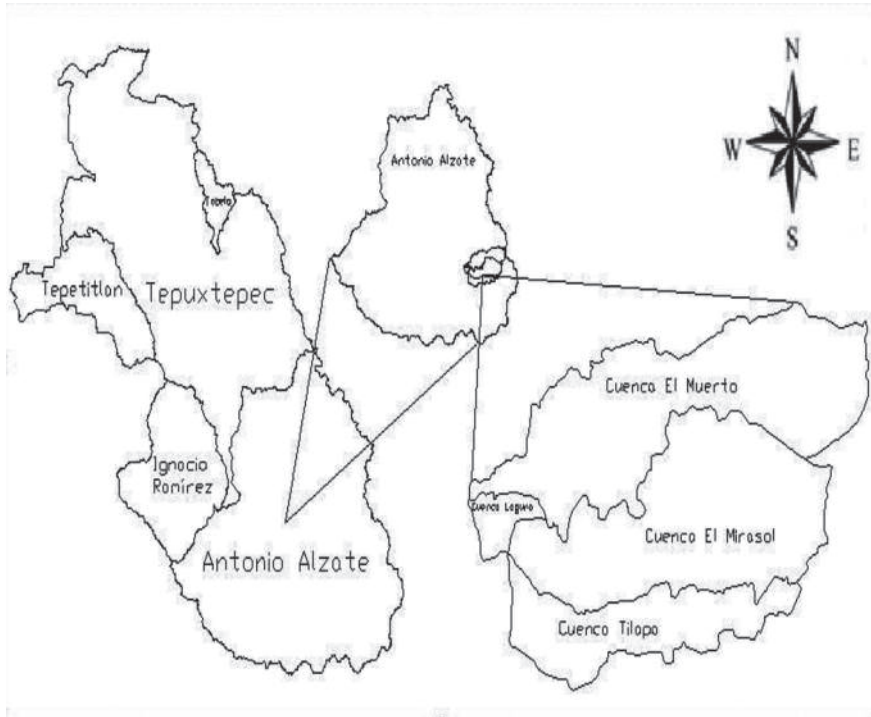 N
W E
S
Antonio Alzate
Tepetitlan
Tepuxtepec
Cuenca El Muerto
Ignacio
Ramírez
Cuenca Laguna
Cuenca El Mirasol
Antonio Alzate
Cuenca Tilapa